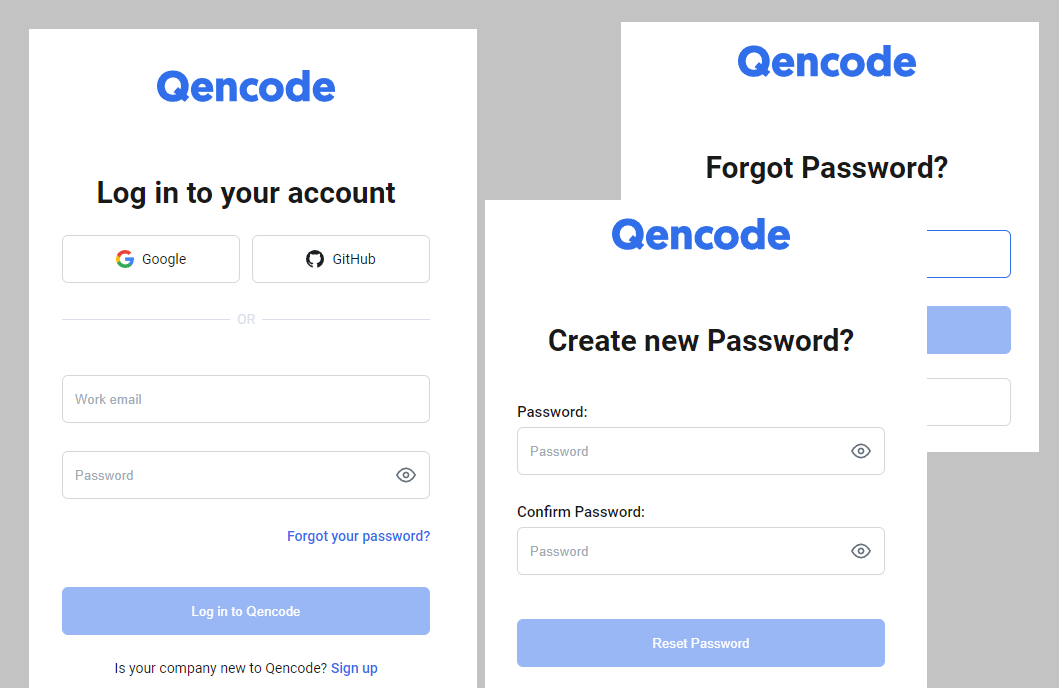 Qencode
Log in to your account
Google
GitHub
OR
Work email
Password
Forgot your password?
Log in to Qencode
Is your company new to Qencode? Sign up
Qencode
Forgot Password?
Qencode
Create new Password?
Password:
Password
Confirm Password:
Password
Reset Password